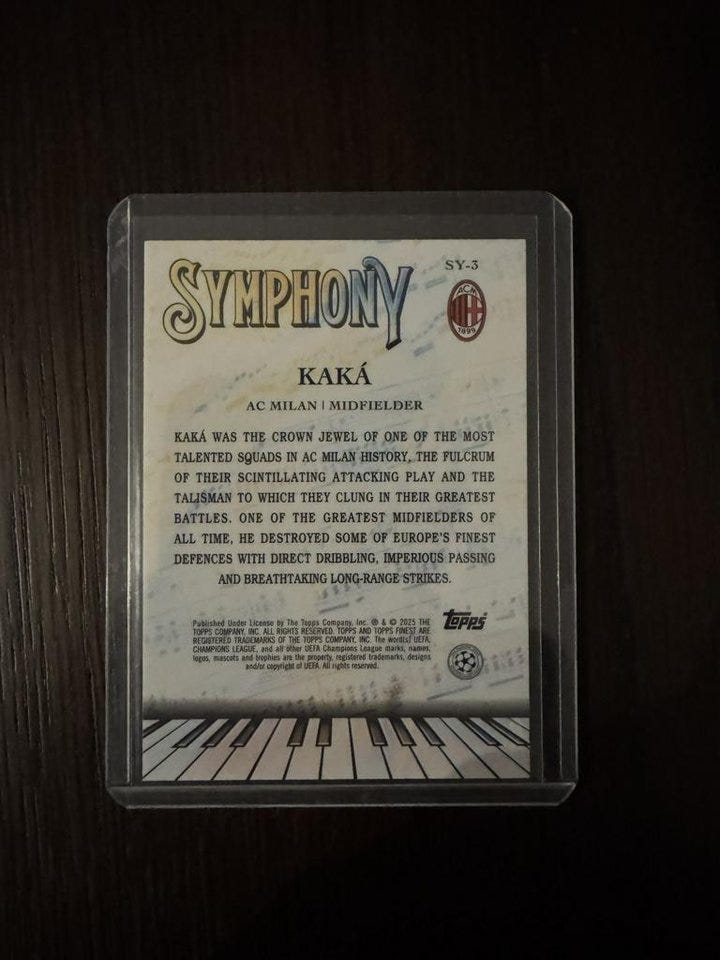 SYMPHONY
SY-3
ACM
1899
KAKÁ
AC MILAN | MIDFIELDER
KAKÁ WAS THE CROWN JEWEL OF ONE OF THE MOST
TALENTED SQUADS IN AC MILAN HISTORY, THE FULCRUM
OF THEIR SCINTILLATING ATTACKING PLAY AND THE
TALISMAN TO WHICH THEY CLUNG IN THEIR GREATEST
BATTLES. ONE OF THE GREATEST MIDFIELDERS OF
ALL TIME, HE DESTROYED SOME OF EUROPE'S FINEST
DEFENCES WITH DIRECT DRIBBLING, IMPERIOUS PASSING
AND BREATHTAKING LONG-RANGE STRIKES.
Published Under License by The Topps Company, Inc. ® & © 2025 THE
TOPPS COMPANY, INC. ALL RIGHTS RESERVED. TOPPS AND TOPPS FINEST ARE
REGISTERED TRADEMARKS OF THE TOPPS COMPANY, INC. The word(s) UEFA,
CHAMPIONS LEAGUE, and all other UEFA Champions League marks, names,
logos, mascots and trophies are the property, registered trademarks, designs
and/or copyright of UEFA. All rights reserved.
Topps